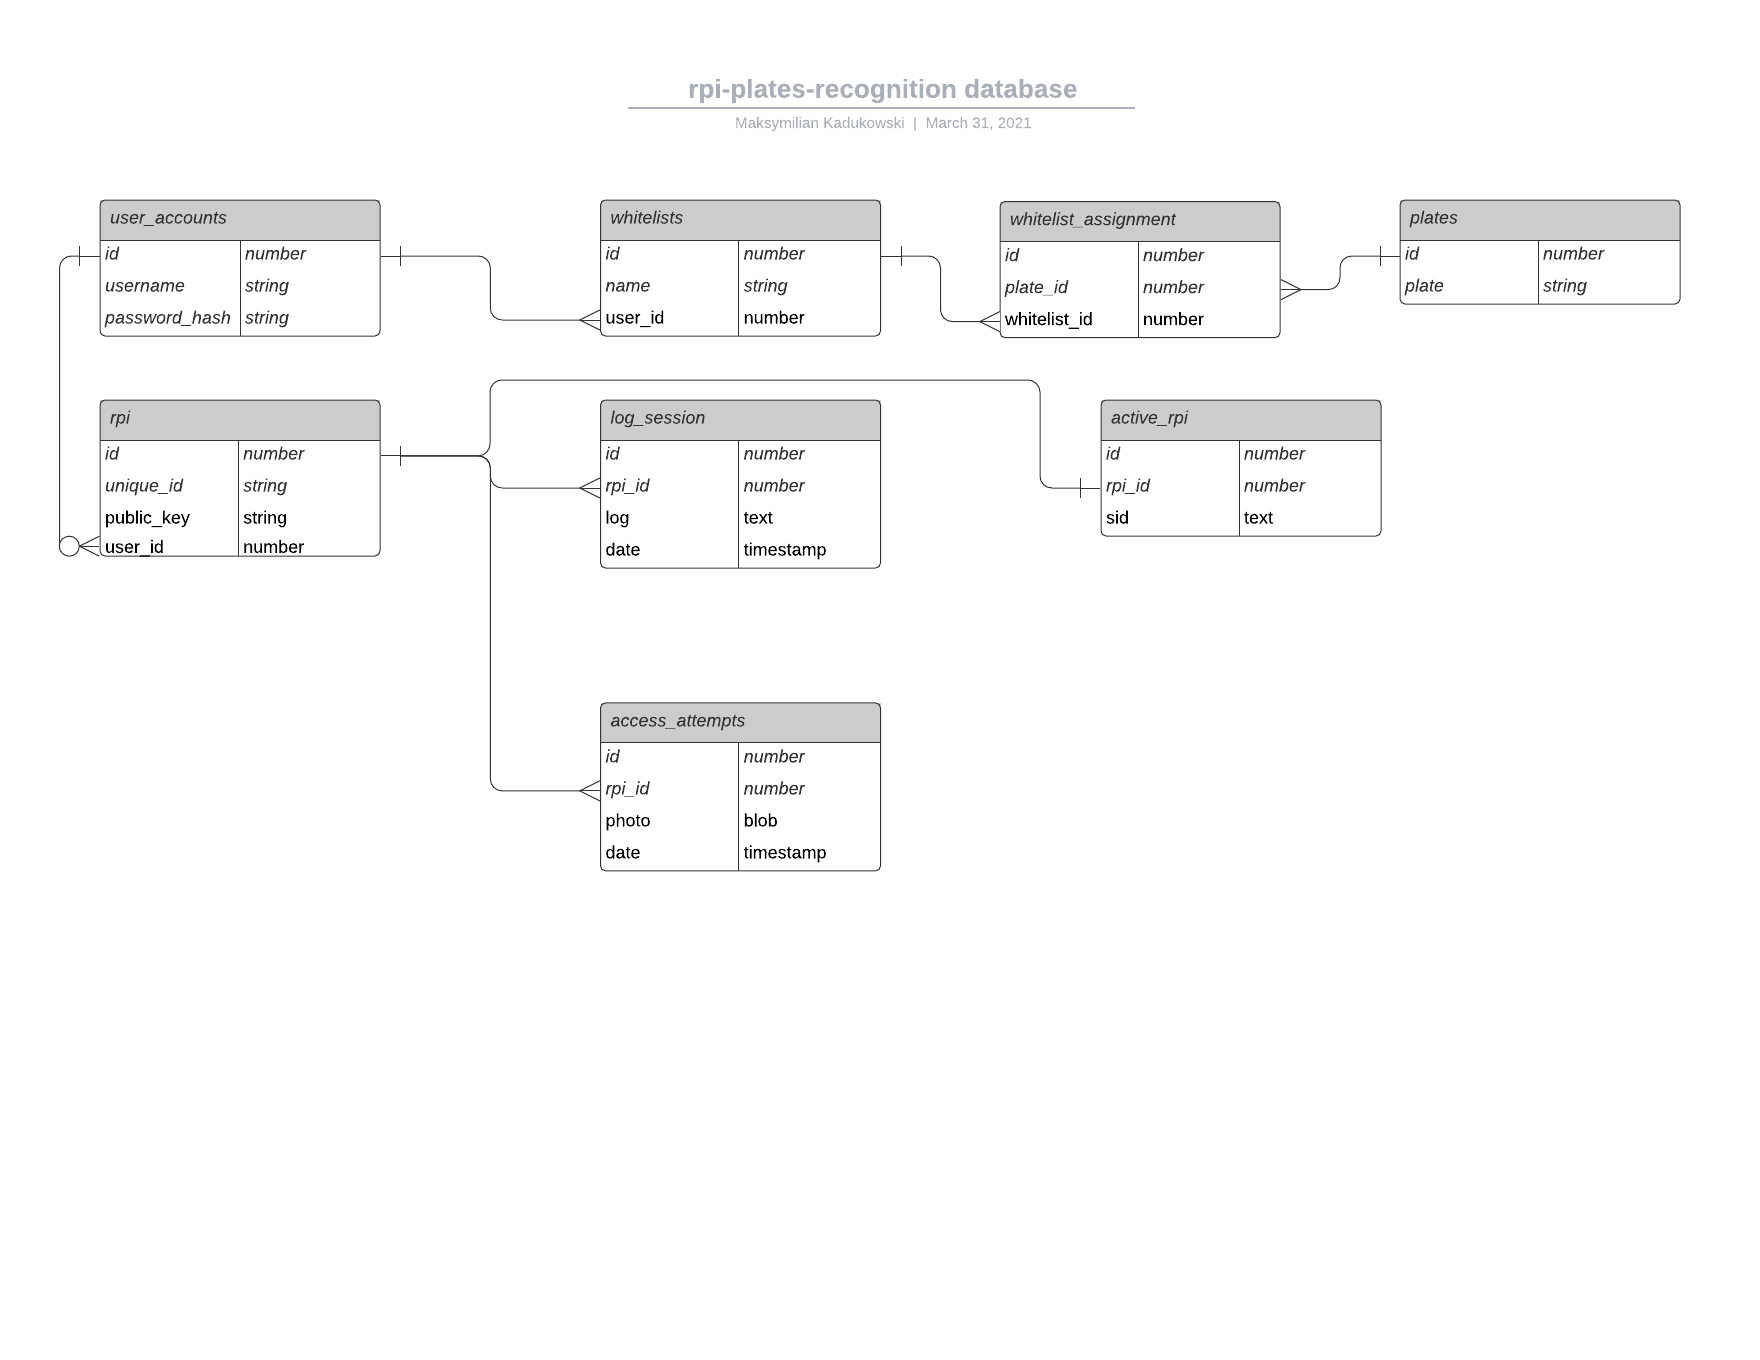 rpi-plates-recognition database
Maksymilian Kadukowski | March 31, 2021
user_accounts
id number
username string
password_hash string
whitelists
id number
name string
user_id number
whitelist_assignment
id number
plate_id number
whitelist_id number
plates
id number
plate string
rpi
id number
unique_id string
public_key string
user_id number
log_session
id number
rpi_id number
log text
date timestamp
active_rpi
id number
rpi_id number
sid text
access_attempts
id number
rpi_id number
photo blob
date timestamp